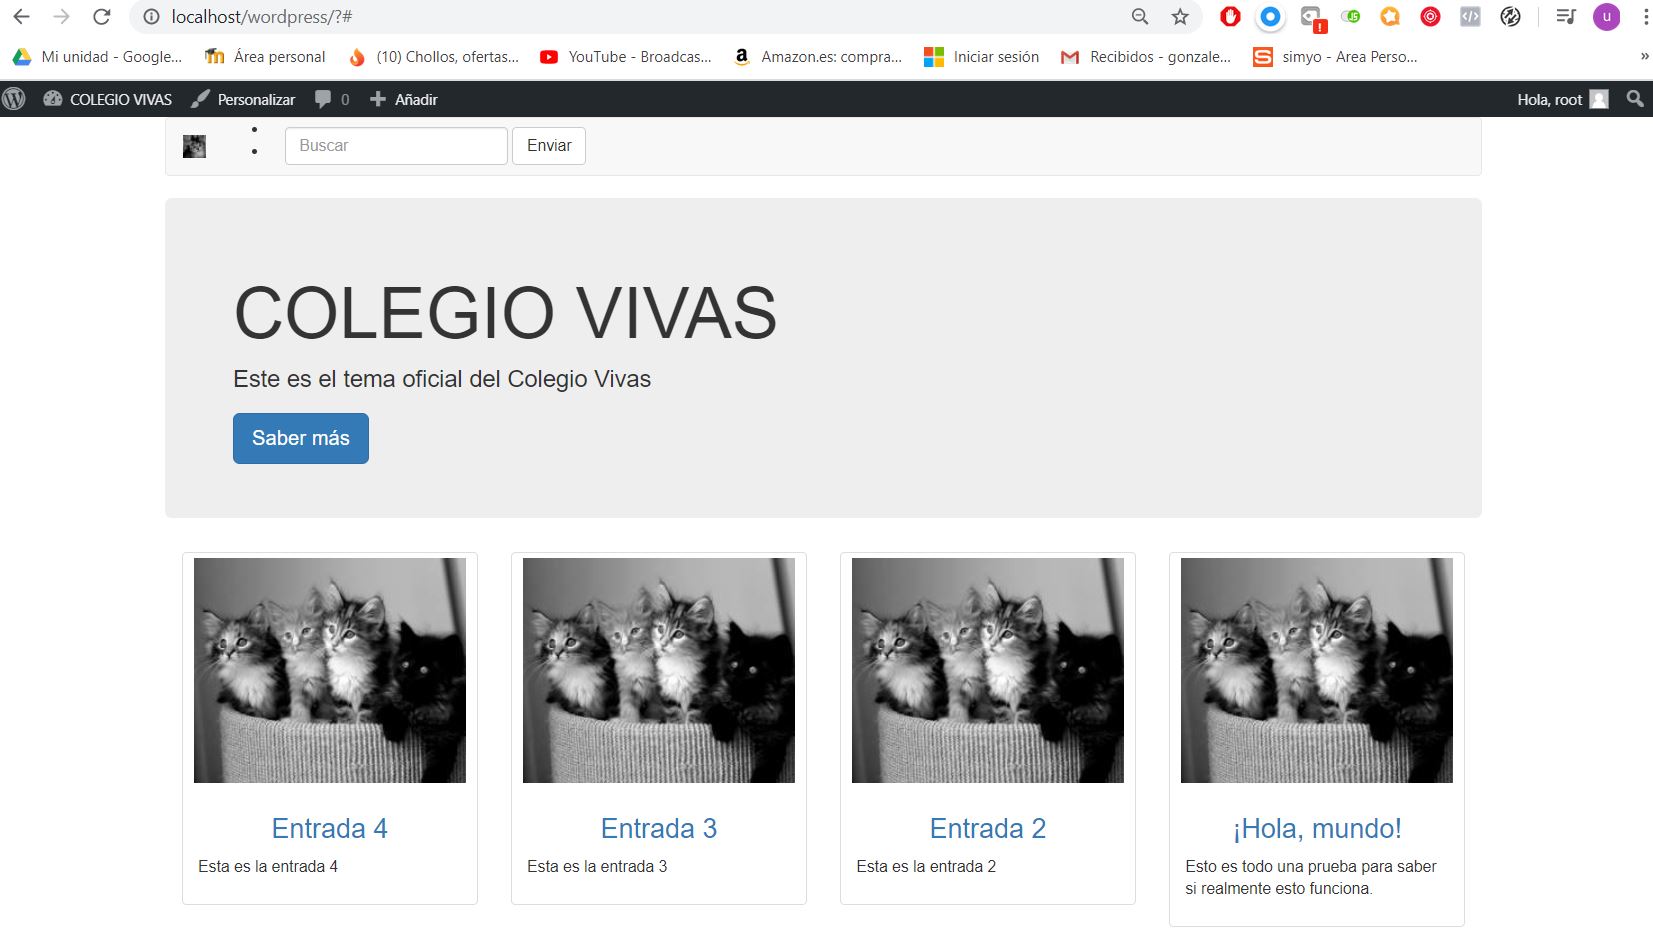 localhost/wordpress/?#
Mi unidad - Google... Área personal (10) Chollos, ofertas... YouTube - Broadcas... Amazon.es: compra... Iniciar sesión Recibidos - gonzale... simyo - Area Perso... »
COLEGIO VIVAS Personalizar 0 Añadir Hola, root
Buscar Enviar
COLEGIO VIVAS
Este es el tema oficial del Colegio Vivas
Saber más
Entrada 4
Esta es la entrada 4
Entrada 3
Esta es la entrada 3
Entrada 2
Esta es la entrada 2
¡Hola, mundo!
Esto es todo una prueba para saber
si realmente esto funciona.